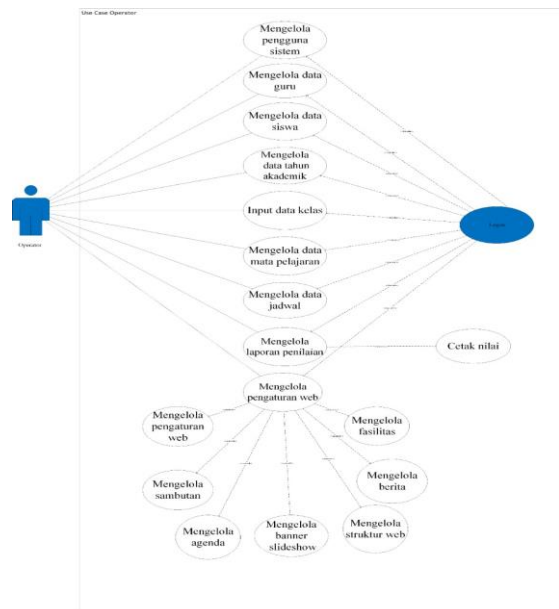 Use Case Operator
Mengelola
pengguna
sistem
Mengelola data
guru
Mengelola data
siswa
Mengelola
data tahun
akademik
Input data kelas
Operator
Login
Mengelola data
mata pelajaran
Mengelola data
jadwal
Mengelola
laporan penilaian
Cetak nilai
Mengelola
pengaturan web
Mengelola
pengaturan
web
Mengelola
fasilitas
Mengelola
sambutan
Mengelola
berita
Mengelola
agenda
Mengelola
banner
slideshow
Mengelola
struktur web